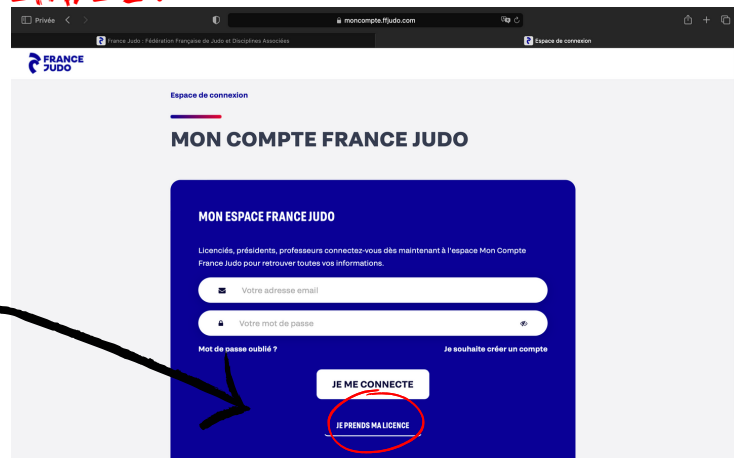 Privée
moncompte.ffjudo.com
France Judo : Fédération Française de Judo et Disciplines Associées
Espace de connexion
FRANCE
JUDO
Espace de connexion
MON COMPTE FRANCE JUDO
MON ESPACE FRANCE JUDO
Licenciés, présidents, professeurs connectez-vous dès maintenant à l'espace Mon Compte
France Judo pour retrouver toutes vos informations.
Votre adresse email
Votre mot de passe
Mot de passe oublié ?
Je souhaite créer un compte
JE ME CONNECTE
JE PRENDS MA LICENCE